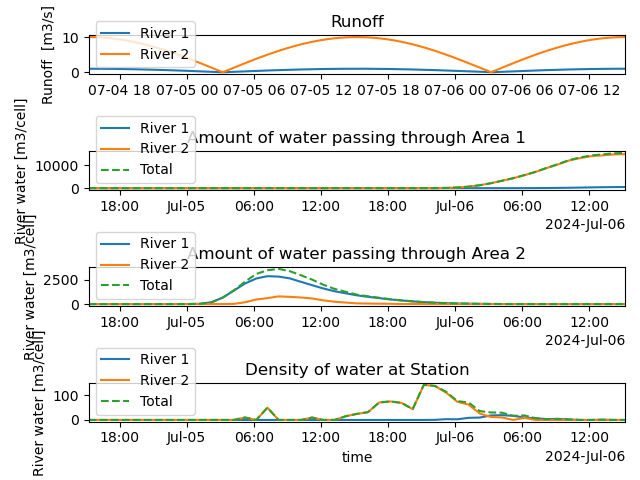 Runoff
Runoff [m3/s]
River 1
River 2
10
0
07-04 18 07-05 00 07-05 06 07-05 12 07-05 18 07-06 00 07-06 06 07-06 12
Amount of water passing through Area 1
River water [m3/cell]
River 1
River 2
Total
10000
0
18:00 Jul-05 06:00 12:00 18:00 Jul-06 06:00 12:00
2024-Jul-06
Amount of water passing through Area 2
River water [m3/cell]
River 1
River 2
Total
2500
0
18:00 Jul-05 06:00 12:00 18:00 Jul-06 06:00 12:00
2024-Jul-06
Density of water at Station
River water [m3/cell]
River 1
River 2
Total
100
0
18:00 Jul-05 06:00 12:00 18:00 Jul-06 06:00 12:00
time
2024-Jul-06